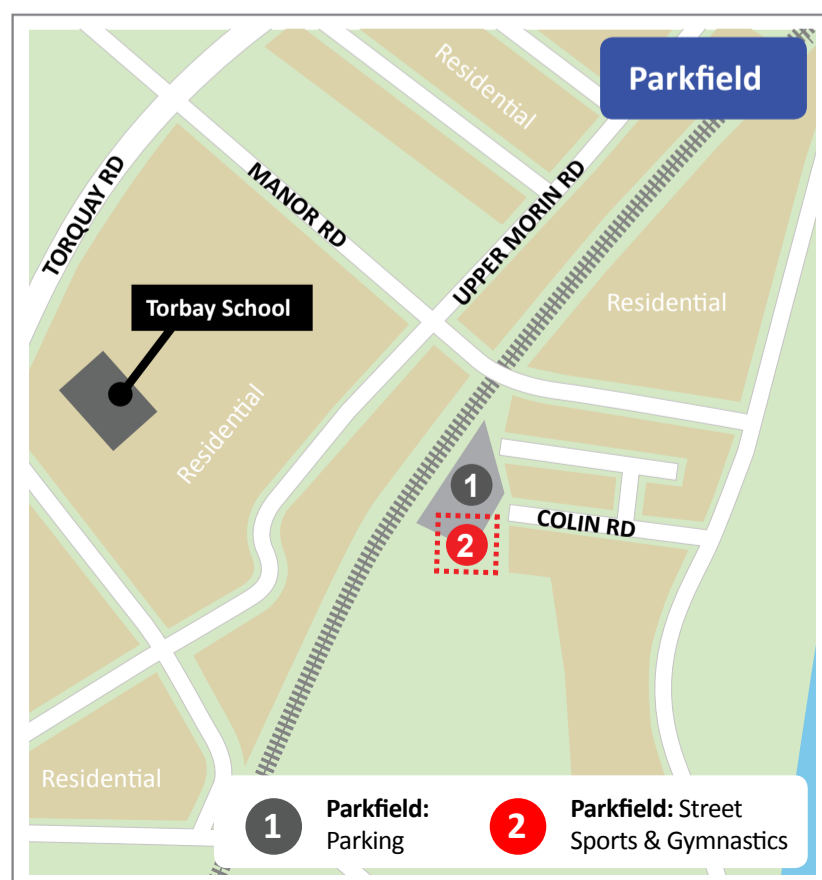 Parkfield
Residential
TORQUAY RD
MANOR RD
UPPER MORIN RD
Torbay School
Residential
Residential
1
COLIN RD
2
Residential
1
Parkfield:
Parking
2
Parkfield: Street
Sports & Gymnastics